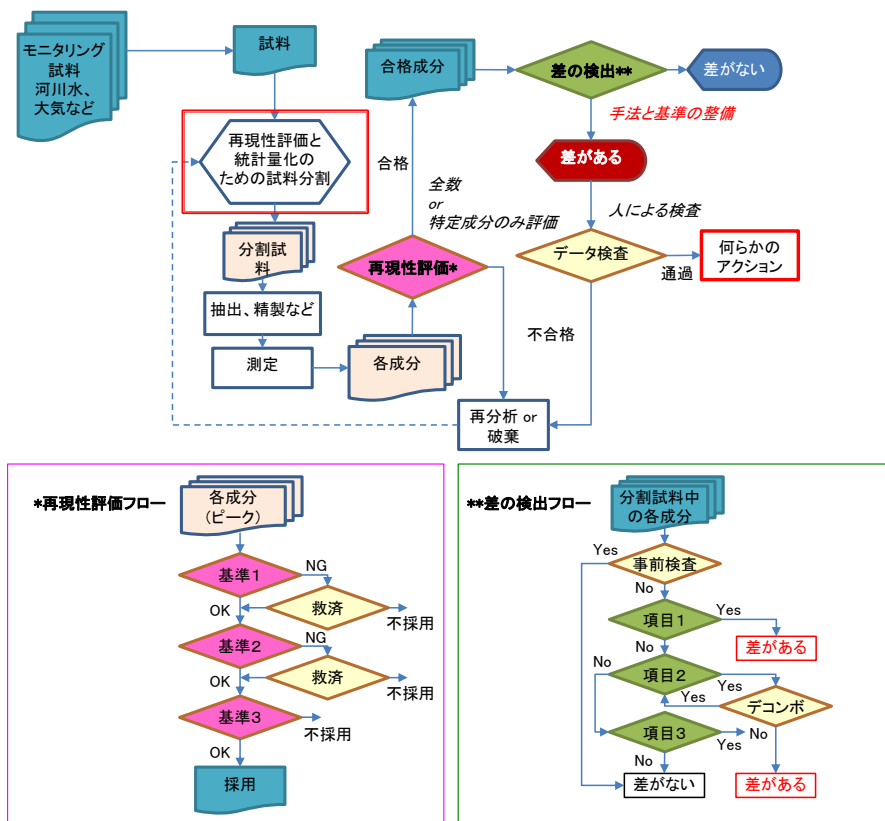 モニタリング
試料
河川水、
大気など
試料
合格成分
差の検出**
差がない
手法と基準の整備
再現性評価と
統計量化の
ための試料分割
合格
差がある
全数
or
特定成分のみ評価
人による検査
分割試
料
再現性評価*
データ検査
通過
何らかの
アクション
抽出、精製など
不合格
測定
各成分
再分析 or
破棄
*再現性評価フロー
各成分
(ピーク)
基準1
NG
OK
救済
不採用
基準2
NG
OK
救済
不採用
基準3
不採用
OK
採用
**差の検出フロー
分割試料中
の各成分
Yes
事前検査
No
項目1
Yes
No
差がある
No
項目2
Yes
Yes
デコンボ
項目3
No
Yes
No
差がない
差がある